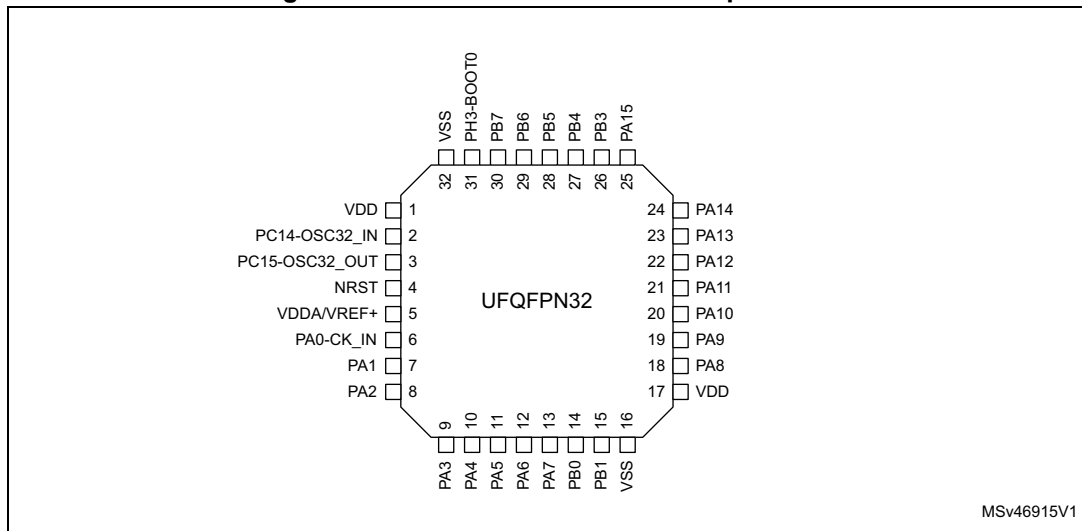 VSS
PH3-BOOT0
PB7
PB6
PB5
PB4
PB3
PA15
32
31
30
29
28
27
26
25
VDD 1
PC14-OSC32_IN 2
PC15-OSC32_OUT 3
NRST 4
VDDA/VREF+ 5
PA0-CK_IN 6
PA1 7
PA2 8
UFQFPN32
24 PA14
23 PA13
22 PA12
21 PA11
20 PA10
19 PA9
18 PA8
17 VDD
9
10
11
12
13
14
15
16
PA3
PA4
PA5
PA6
PA7
PB0
PB1
VSS
MSv46915V1